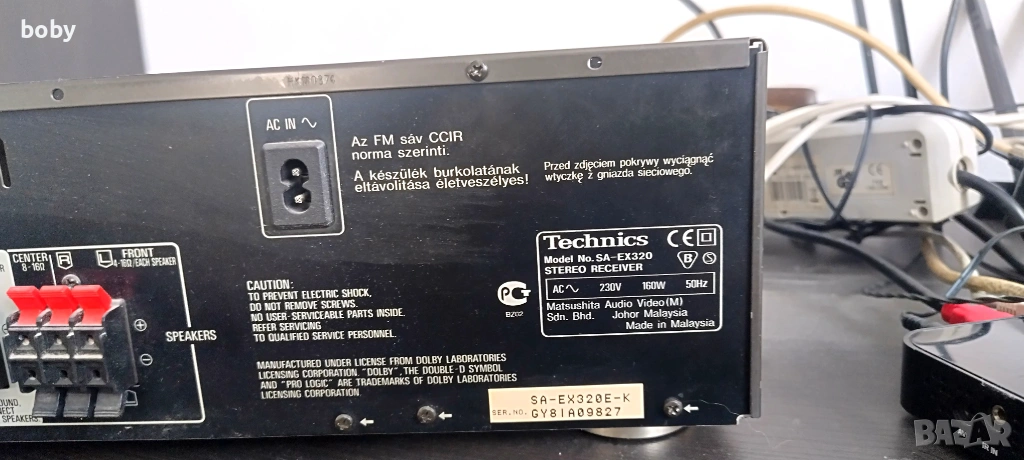 boby
AC IN
Az FM sáv CCIR
norma szerinti.
A készülék burkolatának
eltávolítása életveszélyes!
Przed zdjęciem pokrywy wyciągnąć
wtyczkę z gniazda sieciowego.
CENTER
8-16Ω
R
L
FRONT
4-16Ω/EACH SPEAKER
+
SPEAKERS
−
CAUTION:
TO PREVENT ELECTRIC SHOCK,
DO NOT REMOVE SCREWS.
NO USER-SERVICEABLE PARTS INSIDE.
REFER SERVICING
TO QUALIFIED SERVICE PERSONNEL.
MANUFACTURED UNDER LICENSE FROM DOLBY LABORATORIES
LICENSING CORPORATION. "DOLBY", THE DOUBLE-D SYMBOL
AND "PRO LOGIC" ARE TRADEMARKS OF DOLBY LABORATORIES
LICENSING CORPORATION.
PC
BZ02
Technics CE
Model No. SA-EX320
STEREO RECEIVER
B S
AC 230V 160W 50Hz
Matsushita Audio Video(M)
Sdn. Bhd. Johor Malaysia
Made in Malaysia
SA-EX320E-K
SER.NO. GY8IA09827
SPEAKERS.
BAZAR